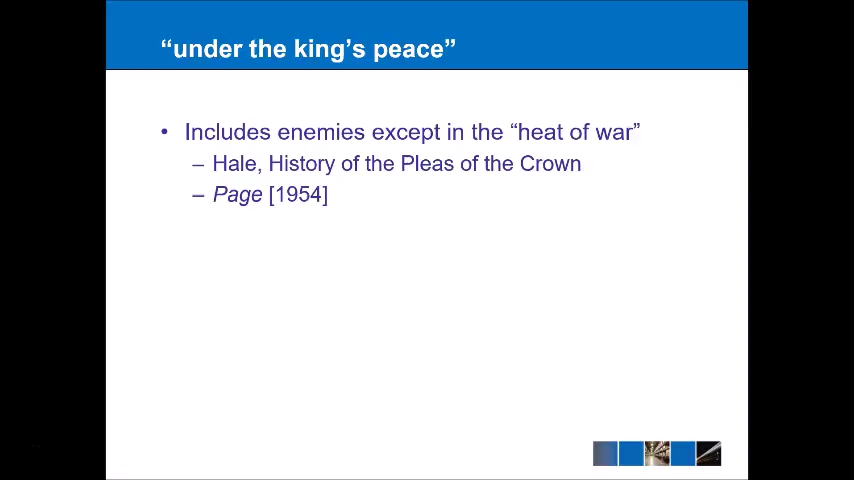 “under the king’s peace”
• Includes enemies except in the “heat of war”
– Hale, History of the Pleas of the Crown
– Page [1954]